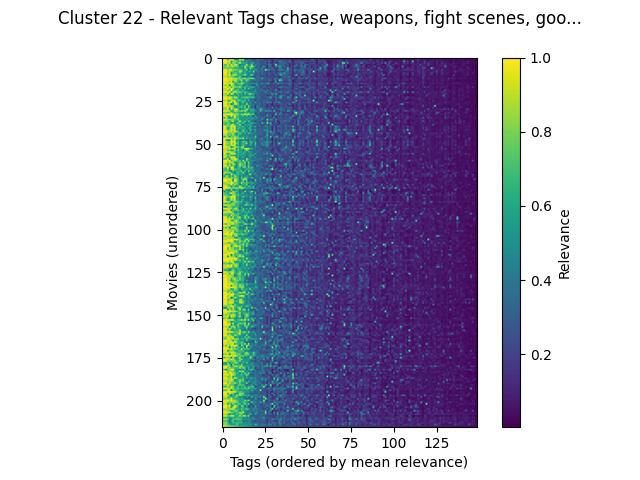 Cluster 22 - Relevant Tags chase, weapons, fight scenes, goo...
0
25
50
75
100
125
150
175
200
Movies (unordered)
0 25 50 75 100 125
Tags (ordered by mean relevance)
1.0
0.8
0.6
0.4
0.2
Relevance